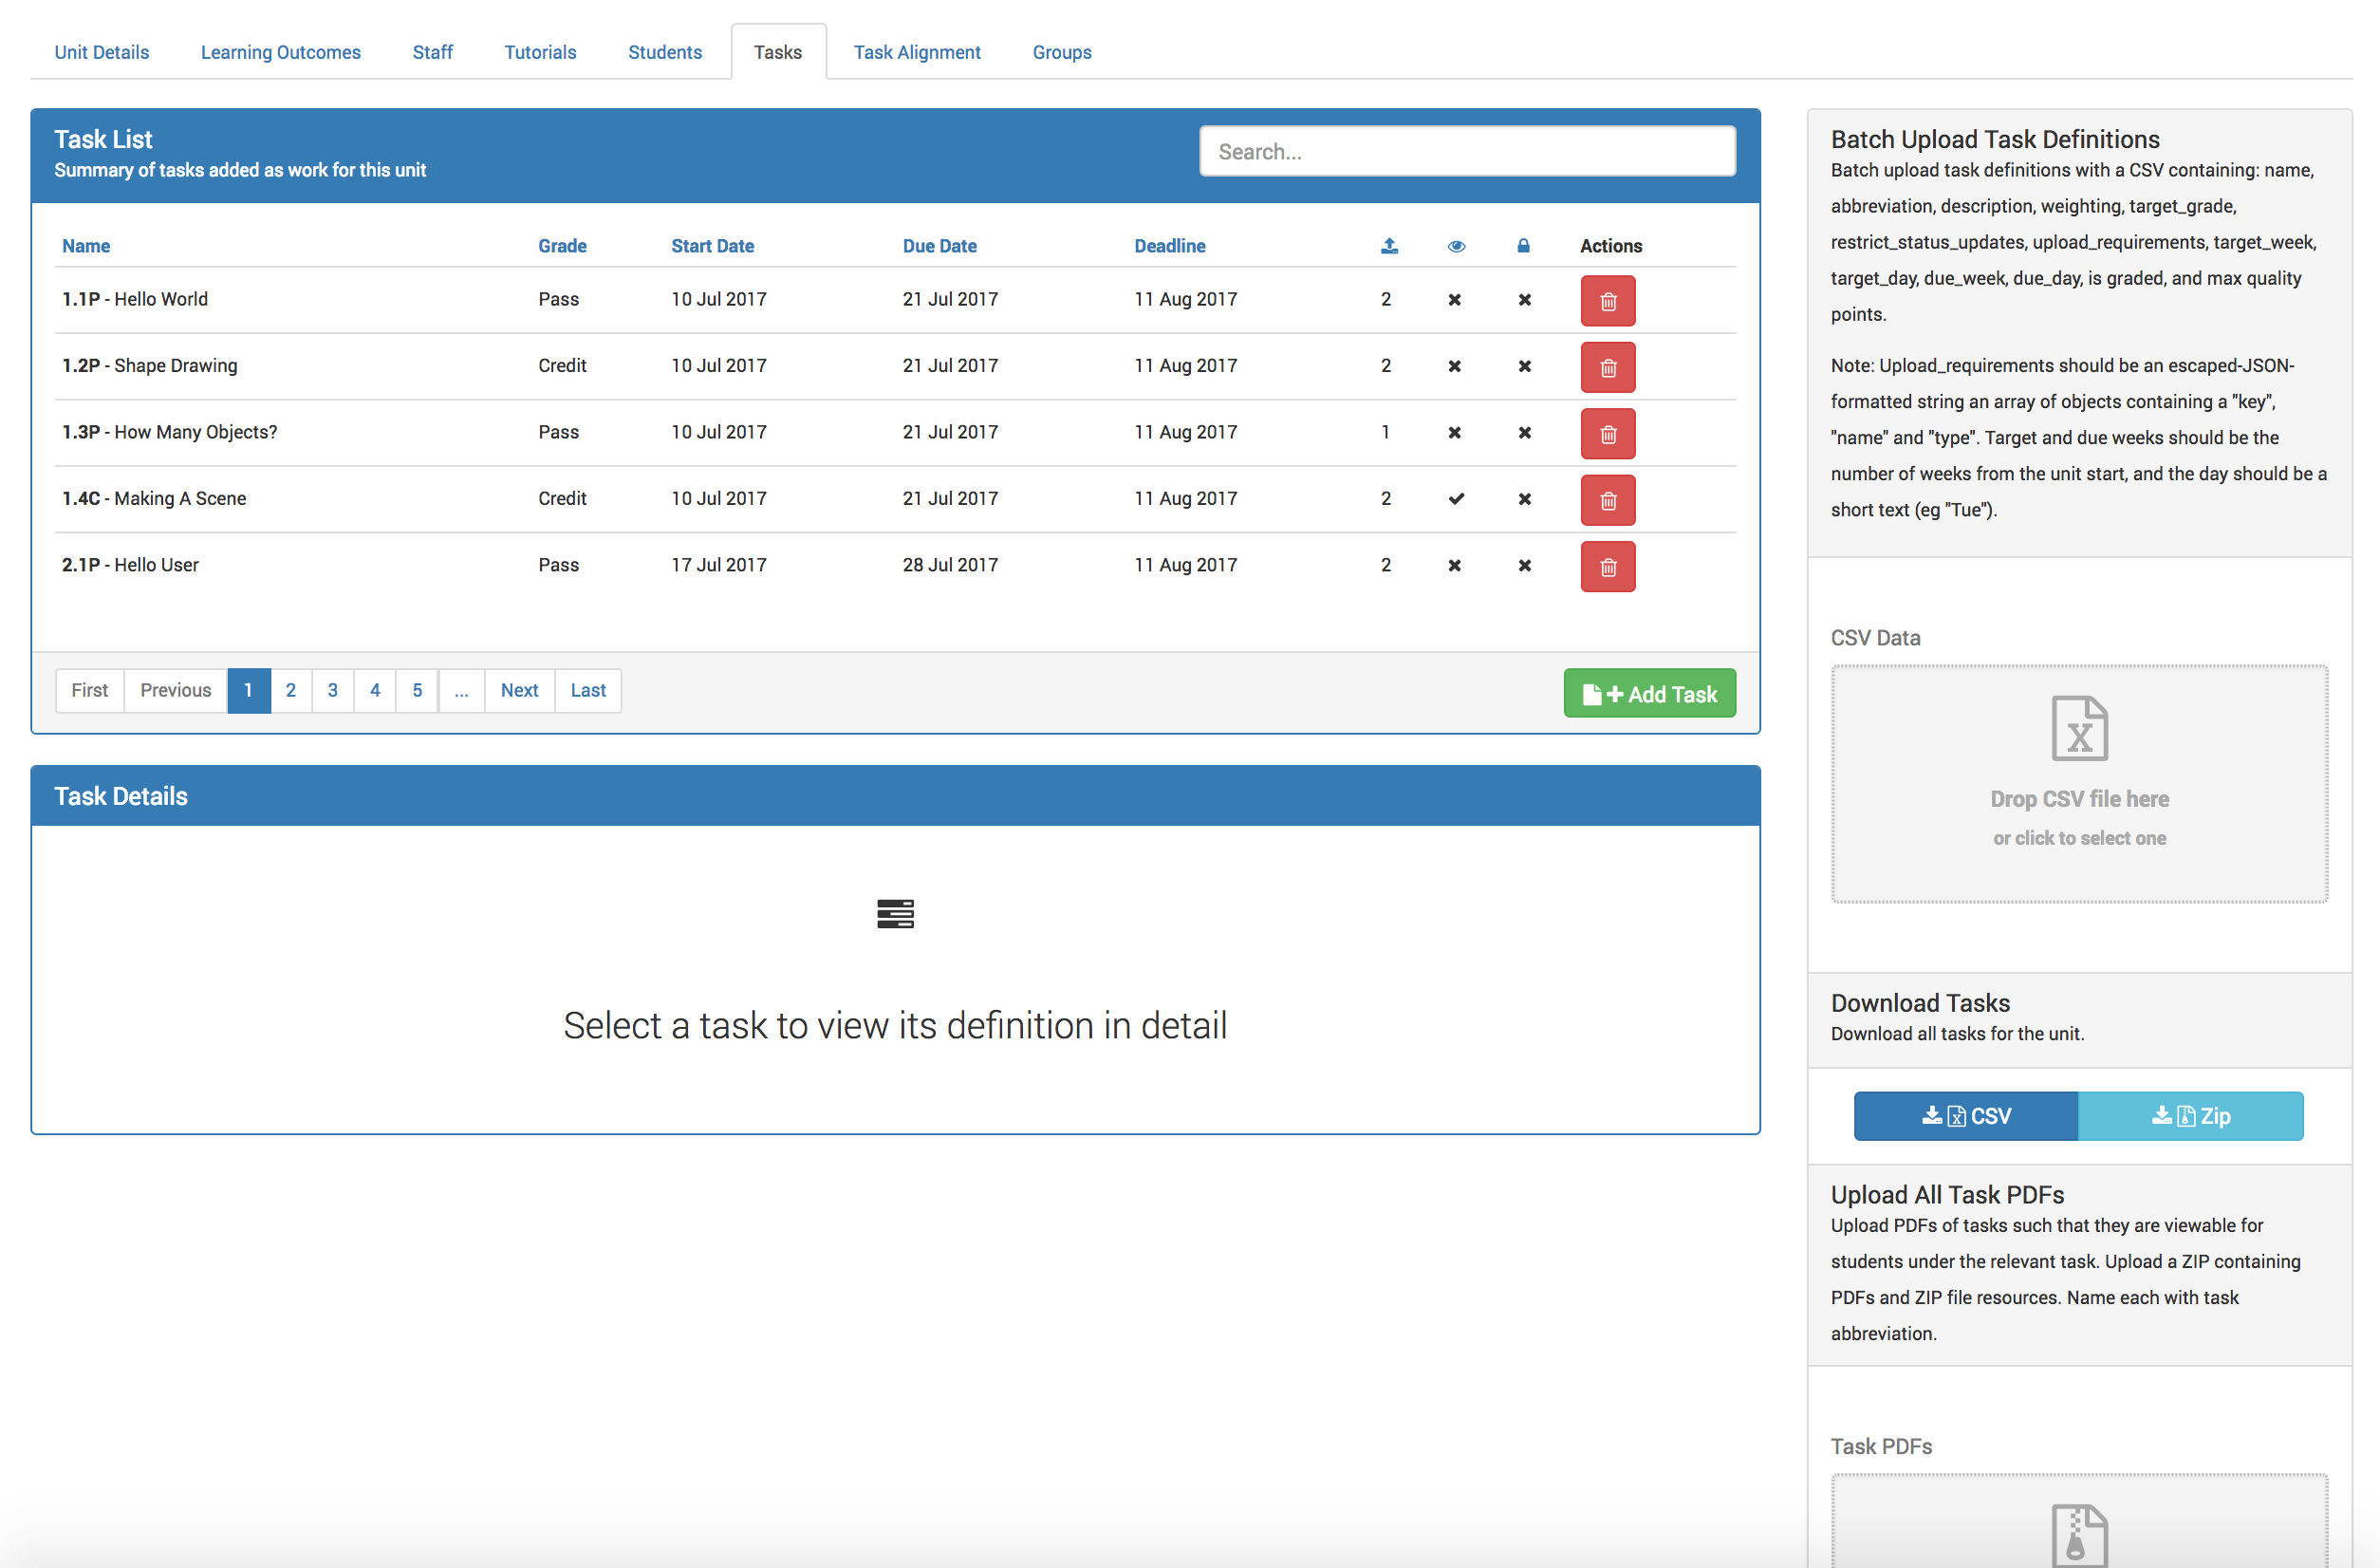 Unit Details Learning Outcomes Staff Tutorials Students Tasks Task Alignment Groups
Task List
Summary of tasks added as work for this unit
Search...
Name Grade Start Date Due Date Deadline Actions
1.1P - Hello World Pass 10 Jul 2017 21 Jul 2017 11 Aug 2017 2
1.2P - Shape Drawing Credit 10 Jul 2017 21 Jul 2017 11 Aug 2017 2
1.3P - How Many Objects? Pass 10 Jul 2017 21 Jul 2017 11 Aug 2017 1
1.4C - Making A Scene Credit 10 Jul 2017 21 Jul 2017 11 Aug 2017 2
2.1P - Hello User Pass 17 Jul 2017 28 Jul 2017 11 Aug 2017 2
First Previous 1 2 3 4 5 ... Next Last
Add Task
Task Details
Select a task to view its definition in detail
Batch Upload Task Definitions
Batch upload task definitions with a CSV containing: name,
abbreviation, description, weighting, target_grade,
restrict_status_updates, upload_requirements, target_week,
target_day, due_week, due_day, is graded, and max quality
points.
Note: Upload_requirements should be an escaped-JSON-
formatted string an array of objects containing a "key",
"name" and "type". Target and due weeks should be the
number of weeks from the unit start, and the day should be a
short text (eg "Tue").
CSV Data
X
Drop CSV file here
or click to select one
Download Tasks
Download all tasks for the unit.
CSV Zip
Upload All Task PDFs
Upload PDFs of tasks such that they are viewable for
students under the relevant task. Upload a ZIP containing
PDFs and ZIP file resources. Name each with task
abbreviation.
Task PDFs